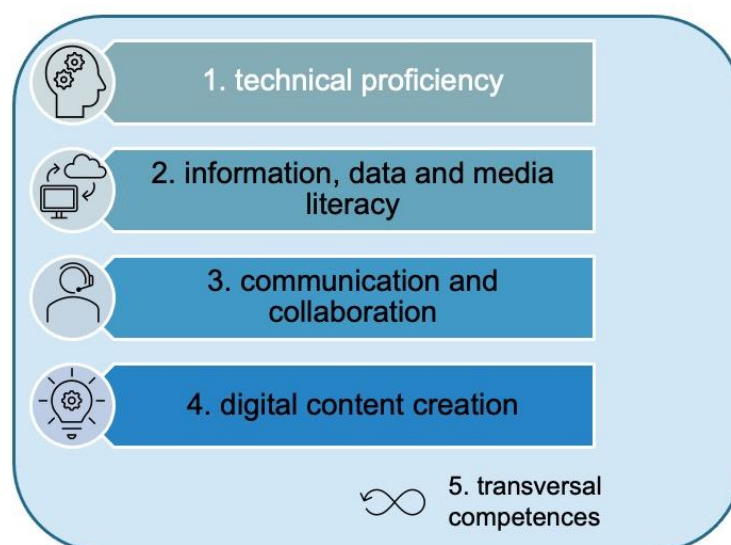 1. technical proficiency
2. information, data and media
literacy
3. communication and
collaboration
4. digital content creation
5. transversal
competences